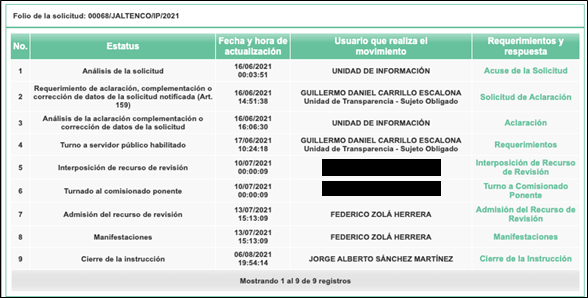 Folio de la solicitud: 00068/JALTENCO/IP/2021
No. Estatus Fecha y hora de actualización Usuario que realiza el movimiento Requerimientos y respuesta
1 Análisis de la solicitud 16/06/2021 00:03:51 UNIDAD DE INFORMACIÓN Acuse de la Solicitud
2 Requerimiento de aclaración, complementación o corrección de datos de la solicitud notificada (Art. 159) 16/06/2021 14:51:38 GUILLERMO DANIEL CARRILLO ESCALONA Unidad de Transparencia - Sujeto Obligado Solicitud de Aclaración
3 Análisis de la aclaración complementación o corrección de datos de la solicitud 16/06/2021 16:06:30 UNIDAD DE INFORMACIÓN Aclaración
4 Turno a servidor público habilitado 17/06/2021 10:24:18 GUILLERMO DANIEL CARRILLO ESCALONA Unidad de Transparencia - Sujeto Obligado Requerimientos
5 Interposición de recurso de revisión 10/07/2021 00:00:09 Interposición de Recurso de Revisión
6 Turnado al comisionado ponente 10/07/2021 00:00:09 Turno a Comisionado Ponente
7 Admisión del recurso de revisión 13/07/2021 15:13:09 FEDERICO ZOLÁ HERRERA Admisión del Recurso de Revisión
8 Manifestaciones 13/07/2021 15:13:09 FEDERICO ZOLÁ HERRERA Manifestaciones
9 Cierre de la instrucción 06/08/2021 19:54:14 JORGE ALBERTO SÁNCHEZ MARTÍNEZ Cierre de la Instrucción
Mostrando 1 al 9 de 9 registros